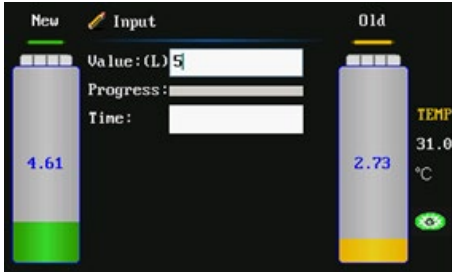 New
Input
Old
Value:(L) 5
Progress:
Time:
TEMP
4.61
2.73
31.0
°C